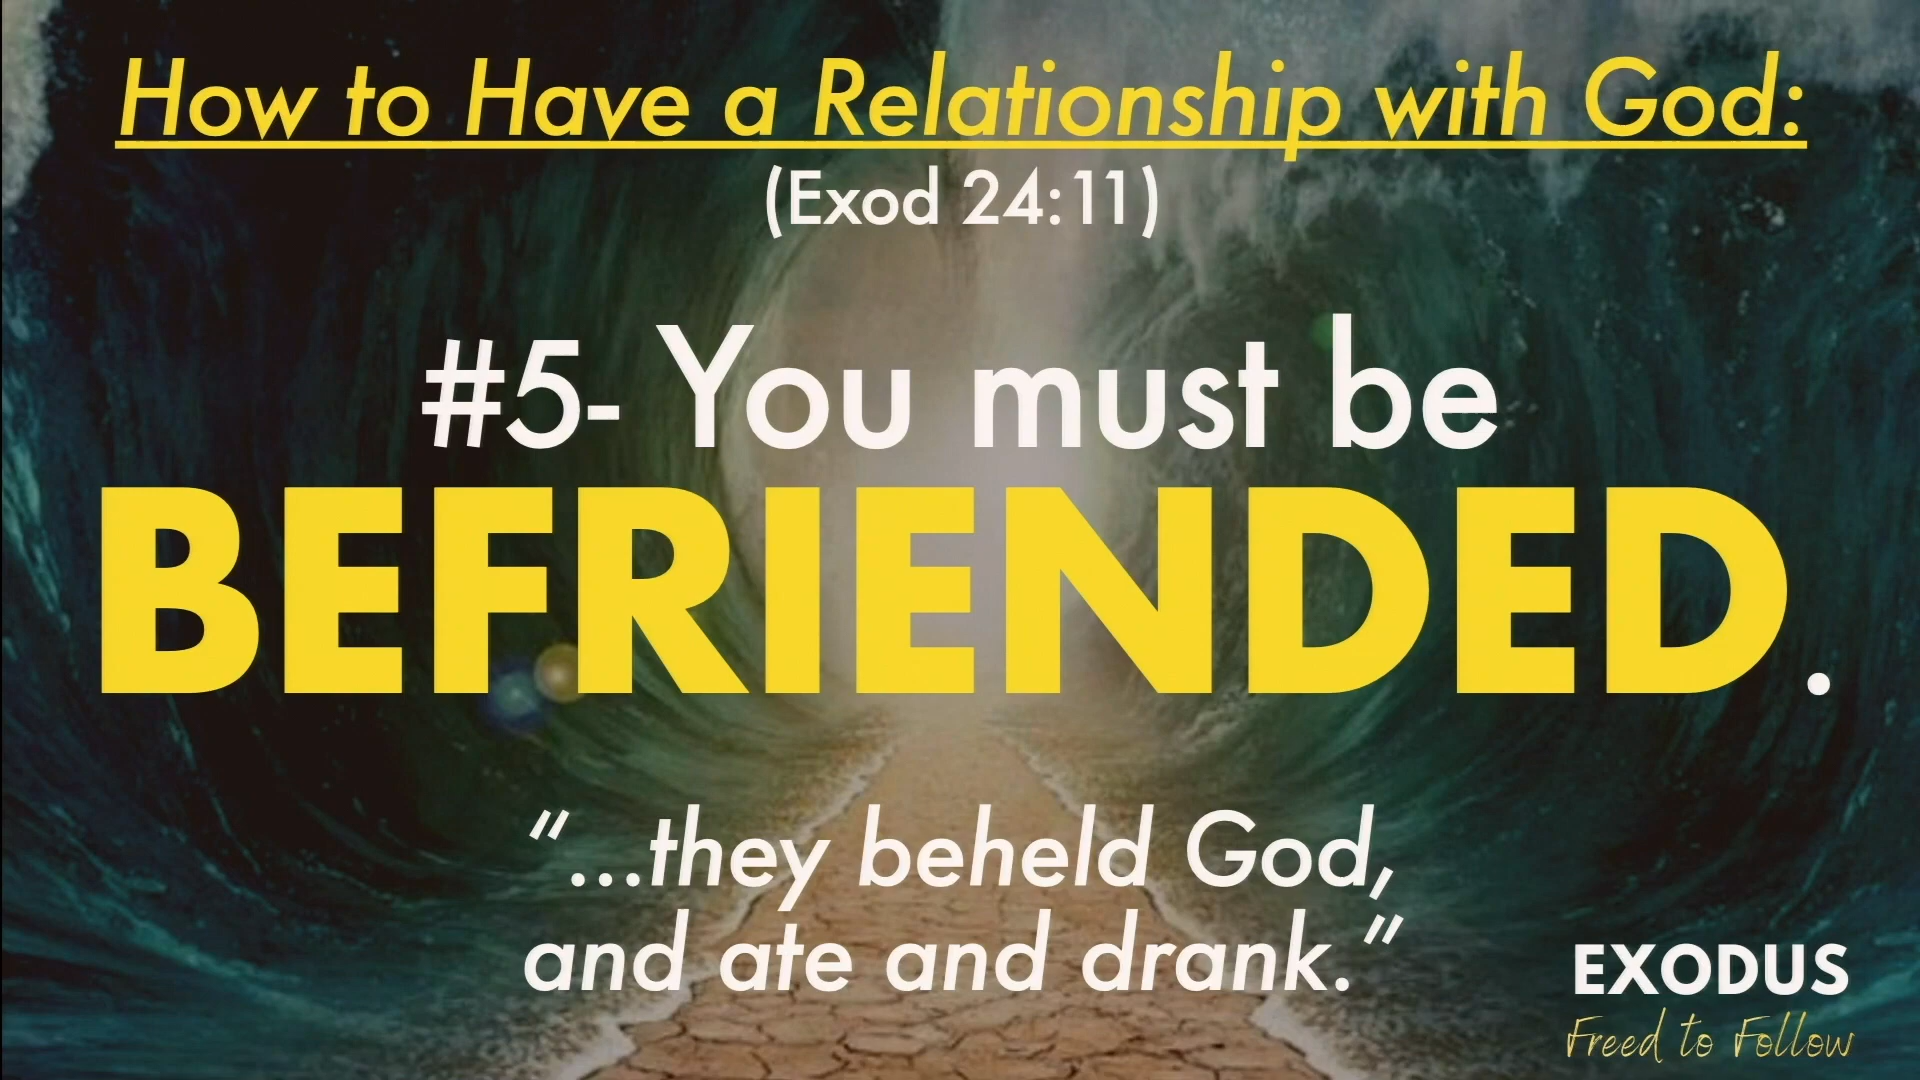 How to Have a Relationship with God:
(Exod 24:11)
#5- You must be
BEFRIENDED.
“...they beheld God,
and ate and drank.”
EXODUS
Freed to Follow